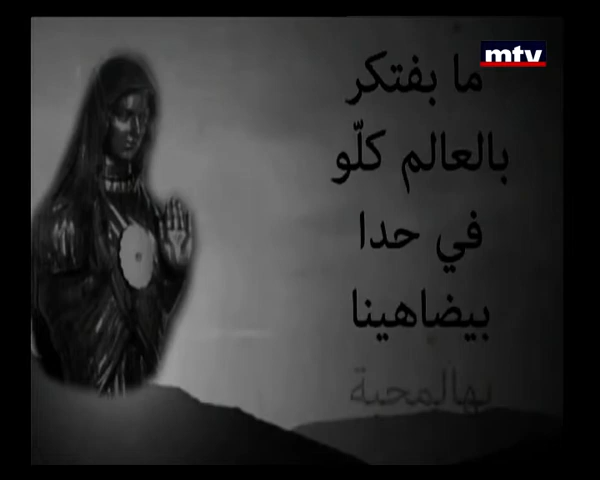 mtv
ما بفتكر
بالعالم كلّو
في حدا
بيضاهينا
بهالمحبة